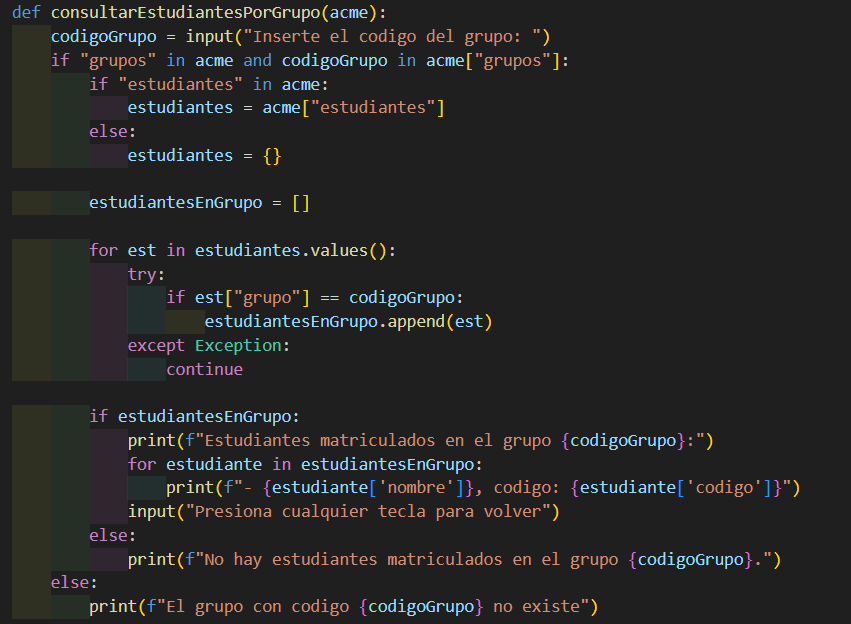 def consultarEstudiantesPorGrupo(acme):
    codigoGrupo = input("Inserte el codigo del grupo: ")
    if "grupos" in acme and codigoGrupo in acme["grupos"]:
        if "estudiantes" in acme:
            estudiantes = acme["estudiantes"]
        else:
            estudiantes = {}

        estudiantesEnGrupo = []

        for est in estudiantes.values():
            try:
                if est["grupo"] == codigoGrupo:
                    estudiantesEnGrupo.append(est)
            except Exception:
                continue

        if estudiantesEnGrupo:
            print(f"Estudiantes matriculados en el grupo {codigoGrupo}:")
            for estudiante in estudiantesEnGrupo:
                print(f"- {estudiante['nombre']}, codigo: {estudiante['codigo']}")
            input("Presiona cualquier tecla para volver")
        else:
            print(f"No hay estudiantes matriculados en el grupo {codigoGrupo}.")
    else:
        print(f"El grupo con codigo {codigoGrupo} no existe")